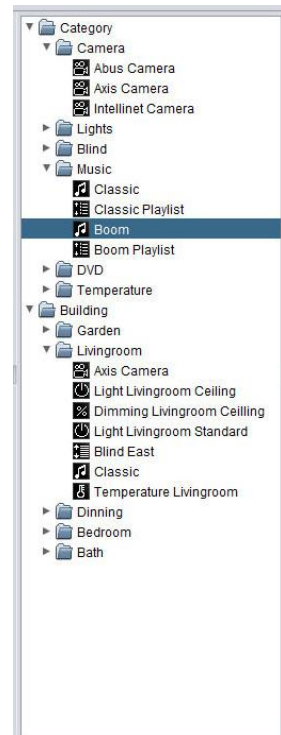 Category
Camera
Abus Camera
Axis Camera
Intellinet Camera
Lights
Blind
Music
Classic
Classic Playlist
Boom
Boom Playlist
DVD
Temperature
Building
Garden
Livingroom
Axis Camera
Light Livingroom Ceiling
Dimming Livingroom Ceilling
Light Livingroom Standard
Blind East
Classic
Temperature Livingroom
Dinning
Bedroom
Bath